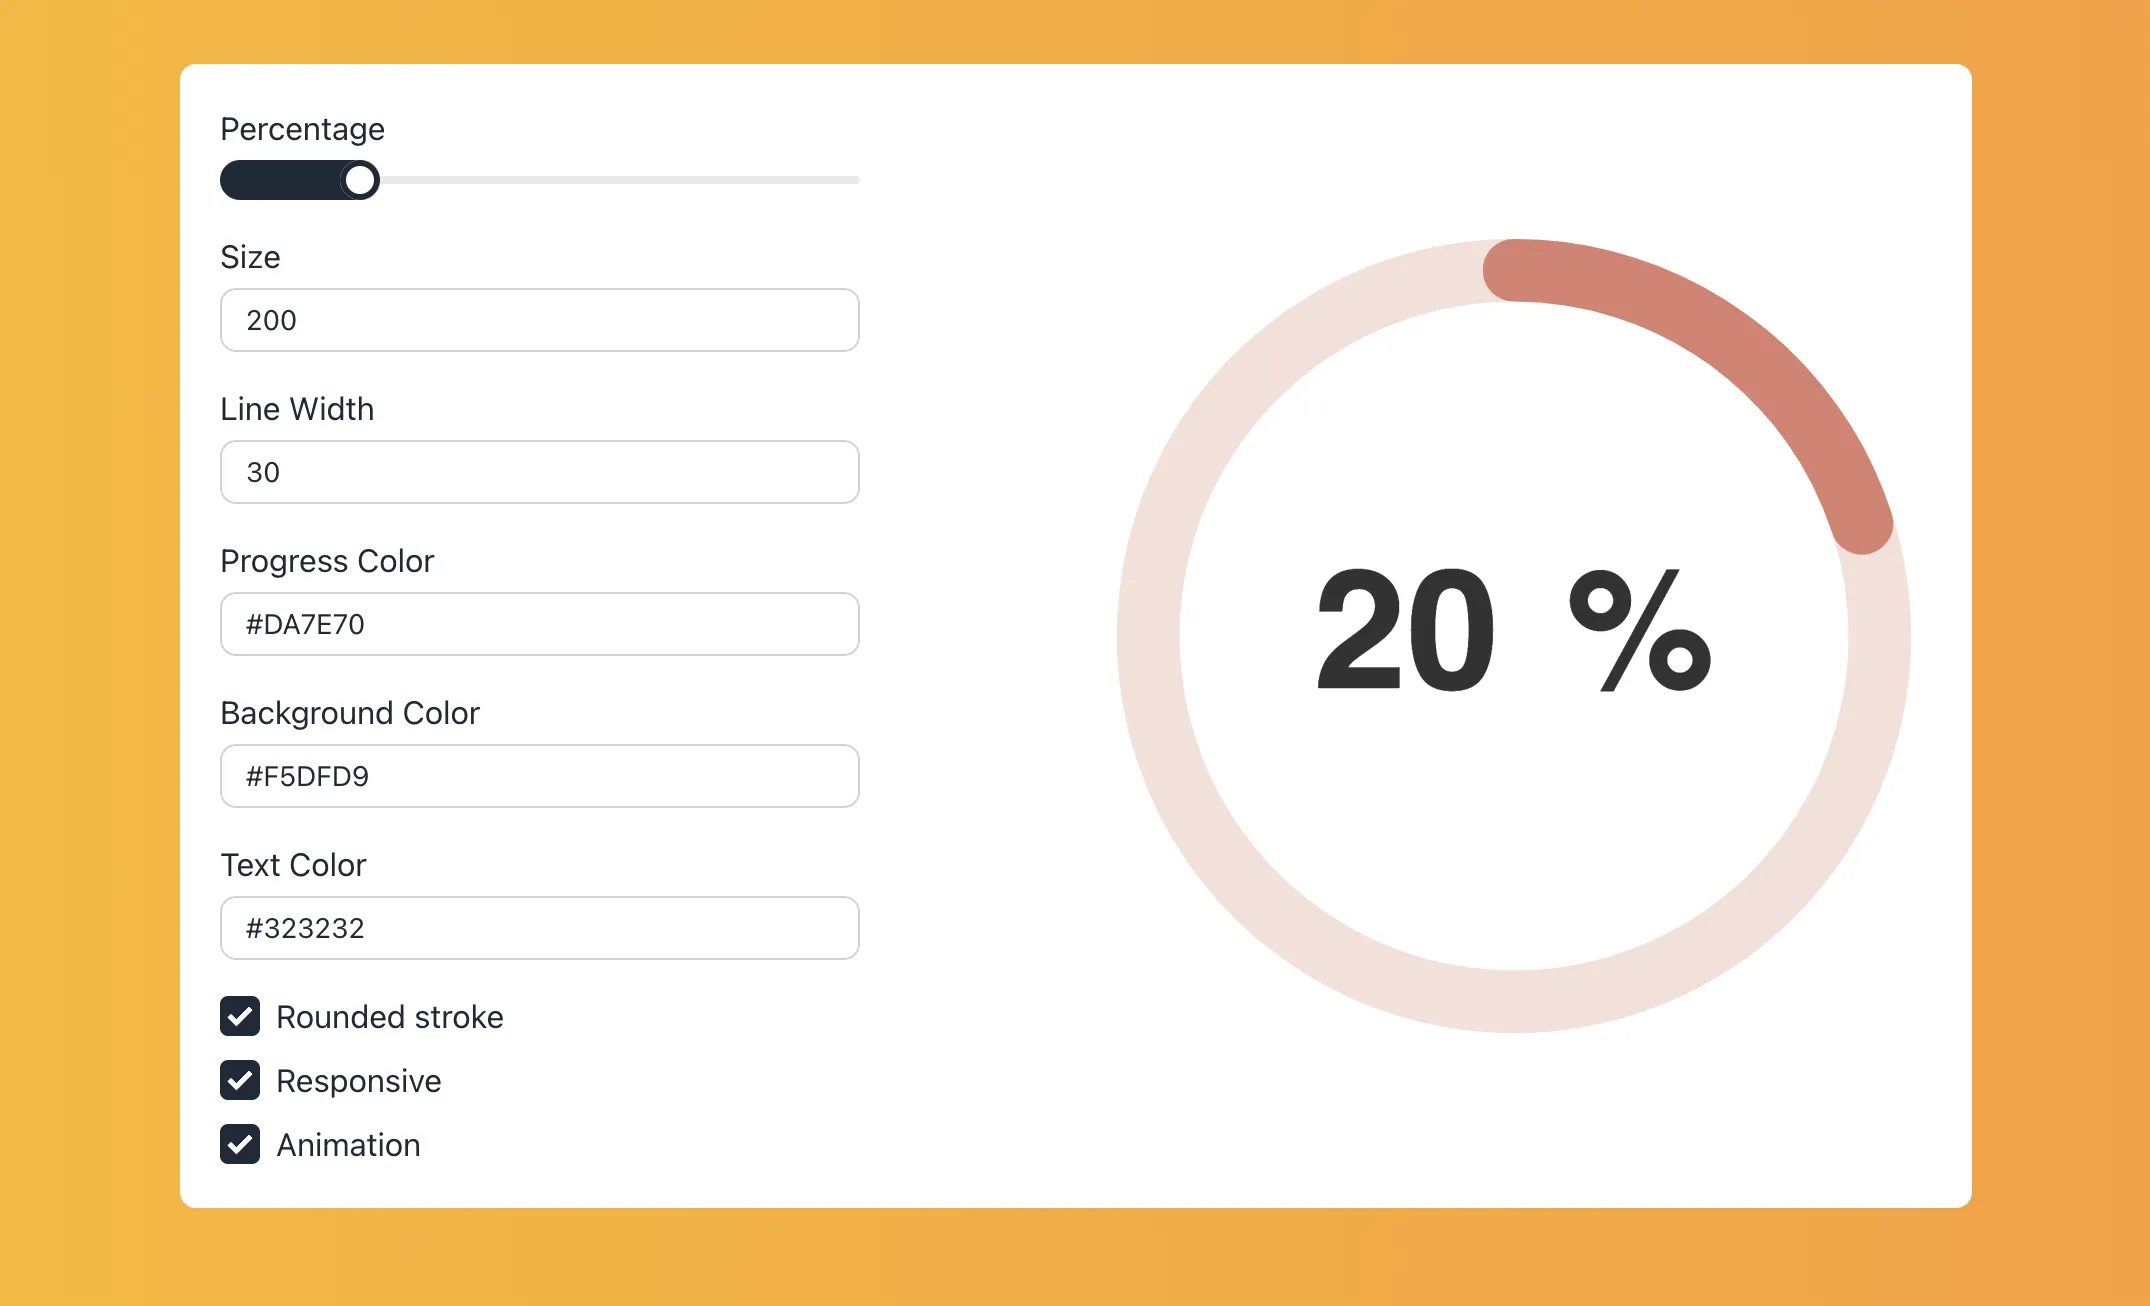 Percentage
Size
200
Line Width
30
Progress Color
#DA7E70
Background Color
#F5DFD9
Text Color
#323232
Rounded stroke
Responsive
Animation
20 %